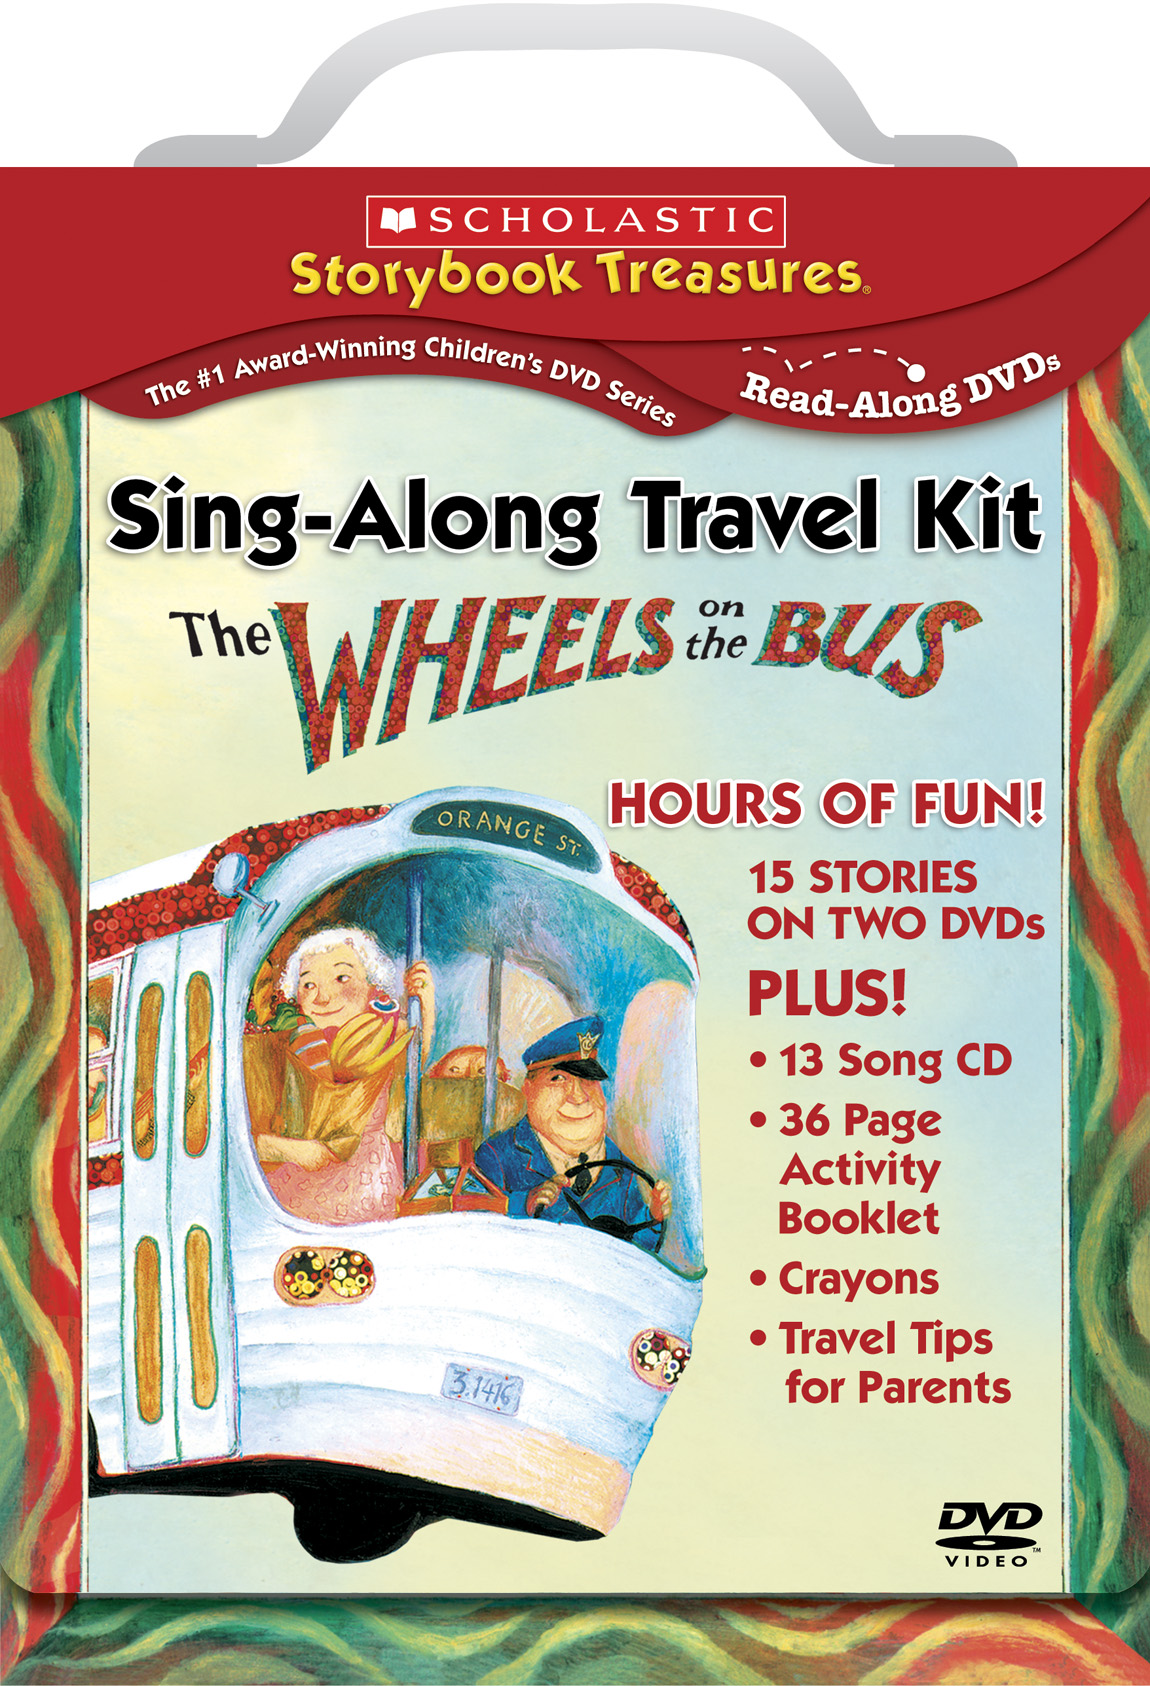 SCHOLASTIC
Storybook Treasures®
The #1 Award-Winning Children's DVD Series
Read-Along DVDs
Sing-Along Travel Kit
The WHEELS on the BUS
ORANGE ST.
HOURS OF FUN!
15 STORIES
ON TWO DVDs
PLUS!
• 13 Song CD
• 36 Page
Activity
Booklet
• Crayons
• Travel Tips
for Parents
3.1416
DVD
VIDEO™